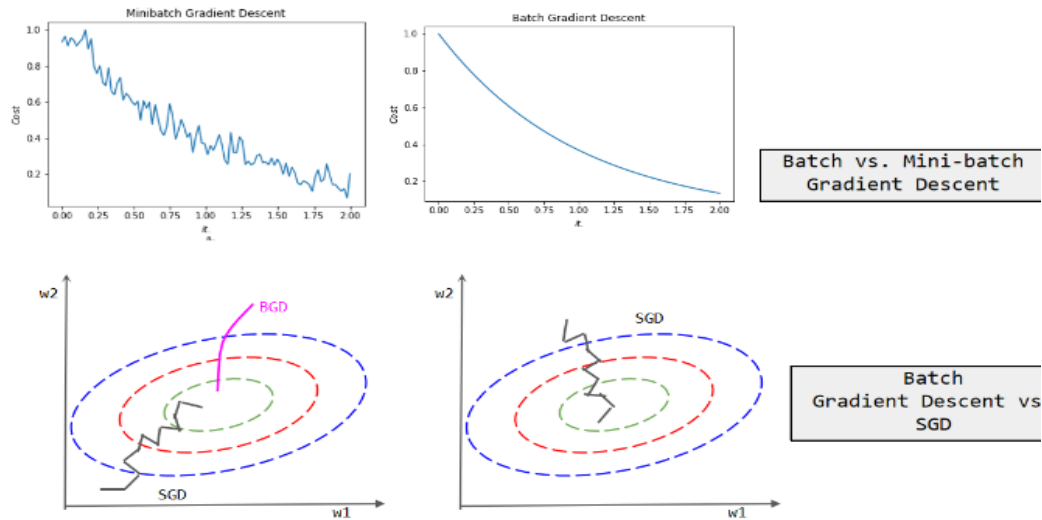 Minibatch Gradient Descent
Cost
1.0
0.8
0.6
0.4
0.2
0.00 0.25 0.50 0.75 1.00 1.25 1.50 1.75 2.00
it.
Batch Gradient Descent
Cost
1.0
0.8
0.6
0.4
0.2
0.00 0.25 0.50 0.75 1.00 1.25 1.50 1.75 2.00
it.
Batch vs. Mini-batch
Gradient Descent
w2
BGD
SGD
w1
w2
SGD
w1
Batch
Gradient Descent vs
SGD